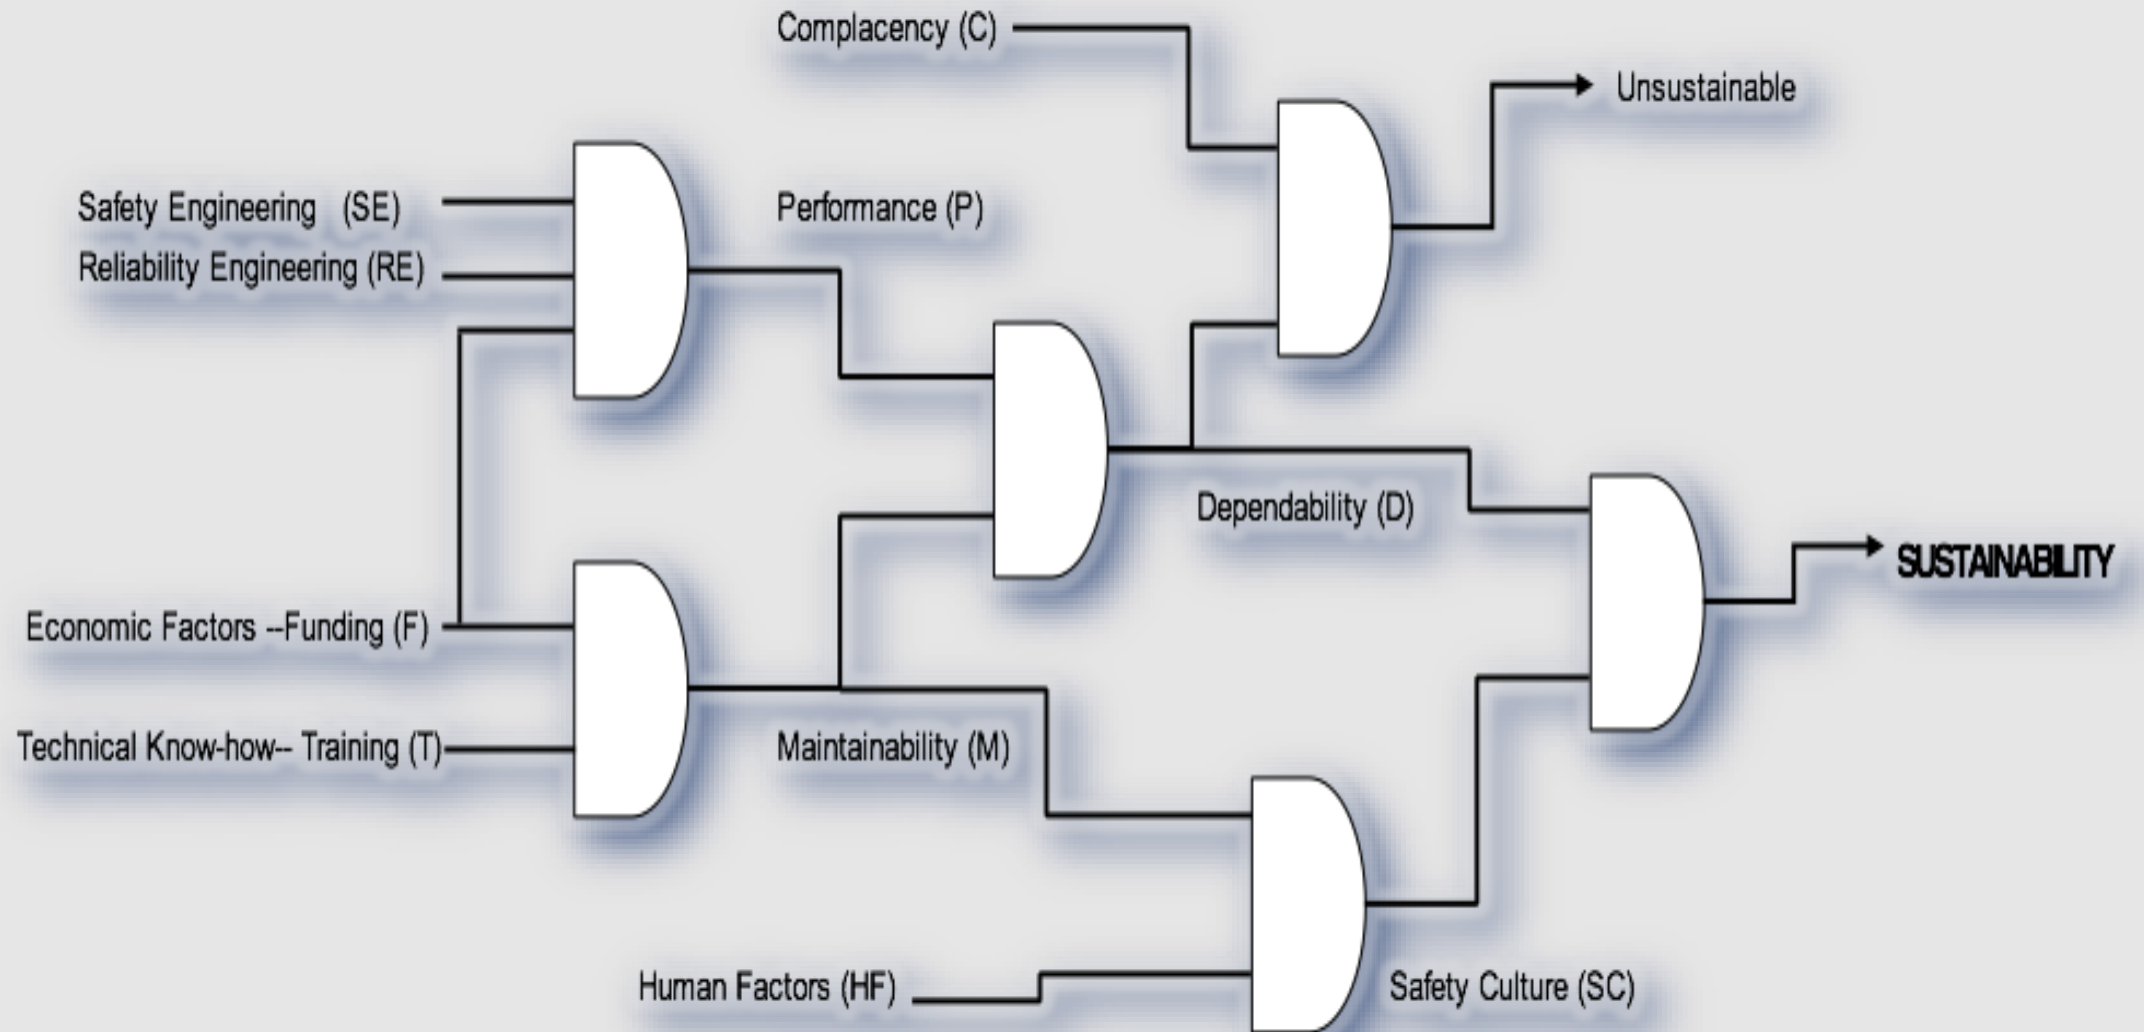 Complacency (C)
Unsustainable
Safety Engineering (SE)
Performance (P)
Reliability Engineering (RE)
Dependability (D)
SUSTAINABILITY
Economic Factors --Funding (F)
Technical Know-how-- Training (T)
Maintainability (M)
Human Factors (HF)
Safety Culture (SC)